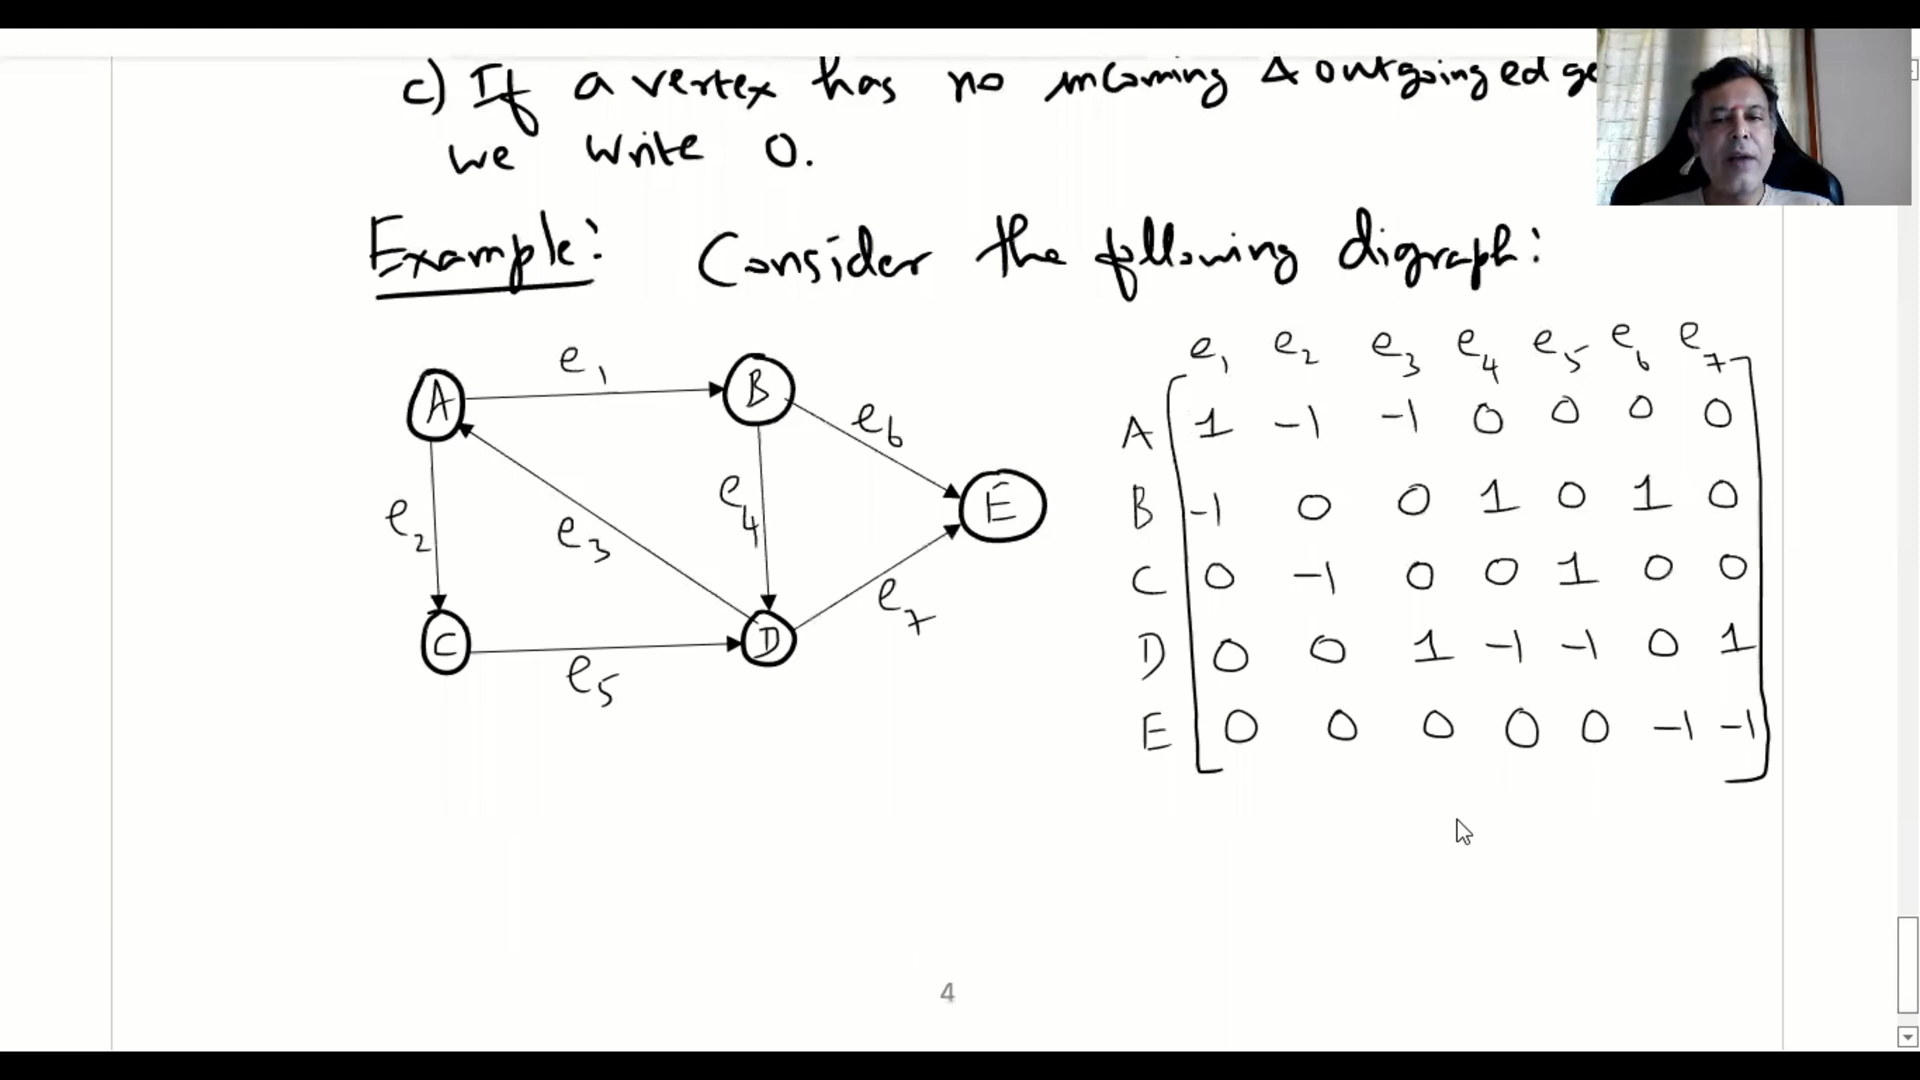 c) If a vertex has no incoming & outgoing edge
we write 0.
Example: Consider the following digraph:
A e1 B
e6
e2 e3 e4 E
e7
C e5 D
e1 e2 e3 e4 e5 e6 e7
A 1 -1 -1 0 0 0 0
B -1 0 0 1 0 1 0
C 0 -1 0 0 1 0 0
D 0 0 1 -1 -1 0 1
E 0 0 0 0 0 -1 -1
4